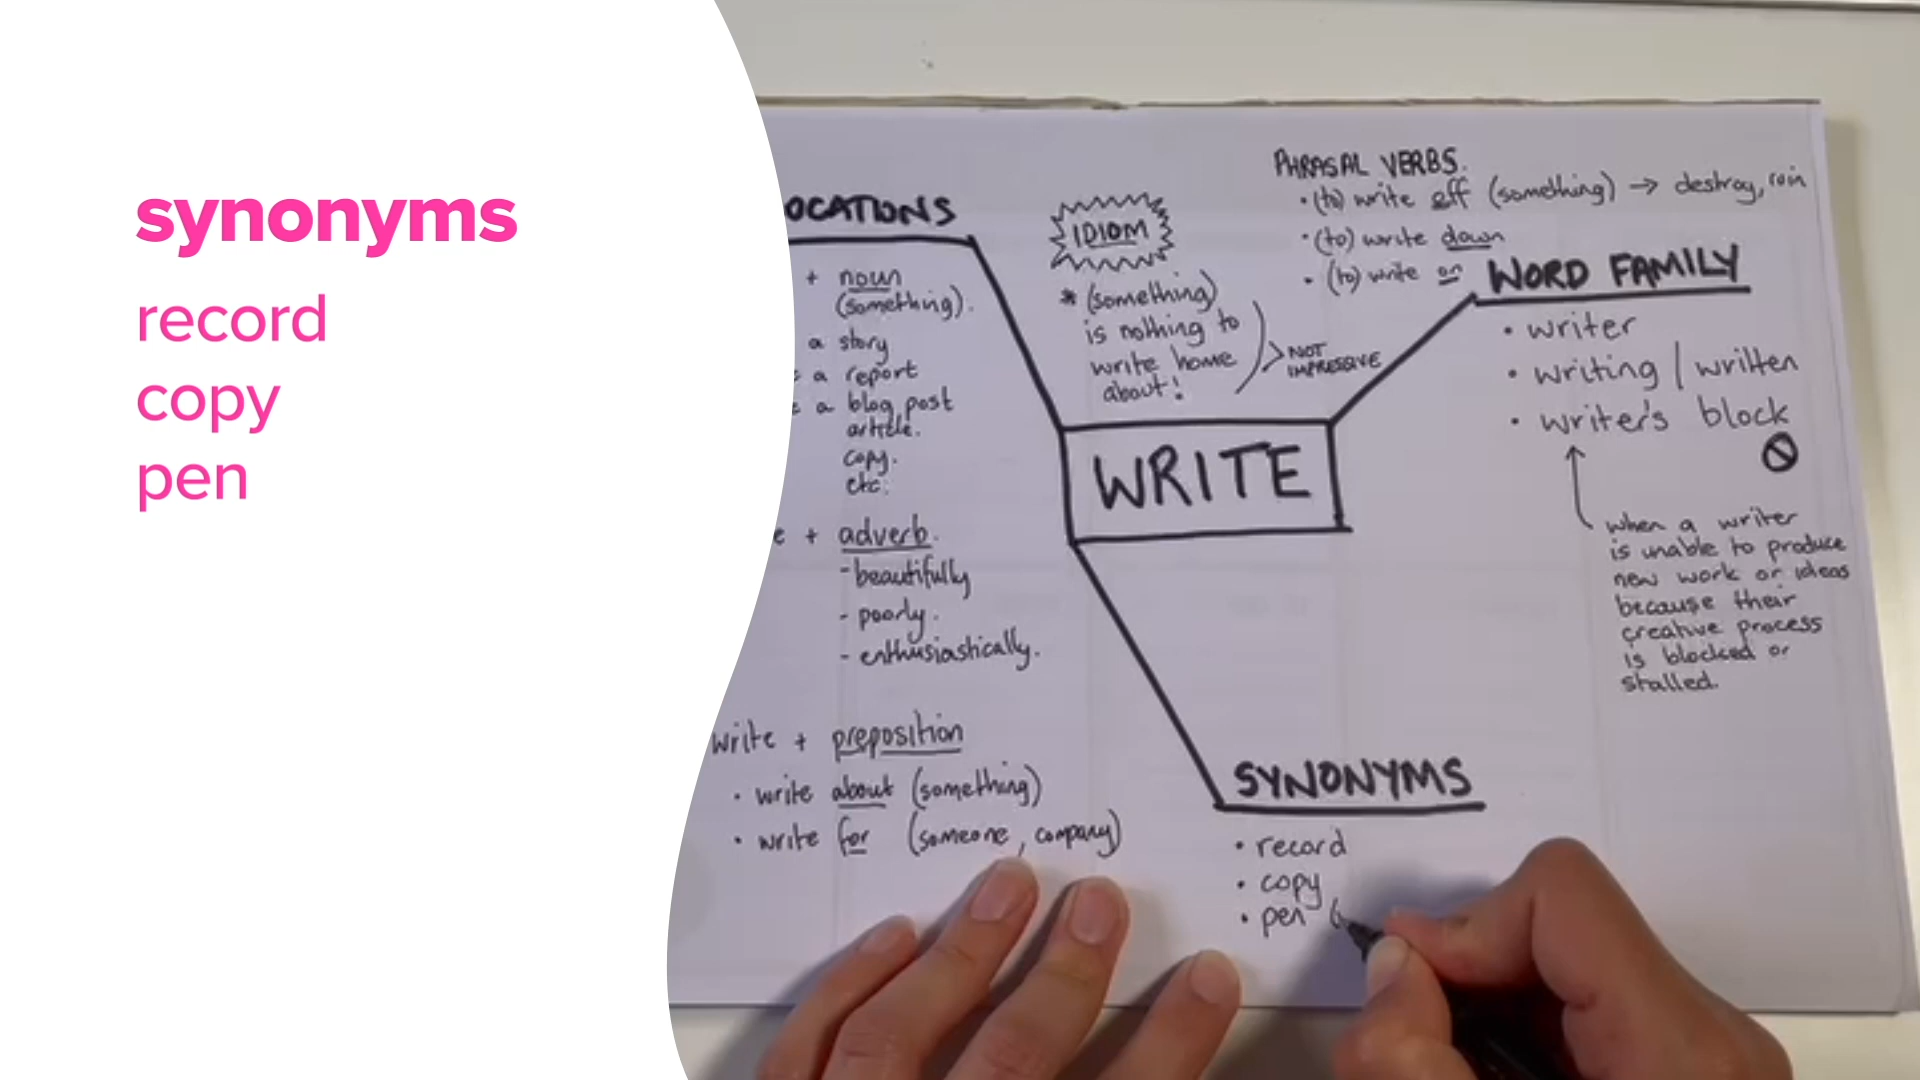 synonyms
record
copy
pen
OCATIONS
+ noun
(something).
a story
a report
a blog post
article.
copy.
etc.
e + adverb.
- beautifully
- poorly.
- enthusiastically.
write + preposition
• write about (something)
• write for (someone, company)
IDIOM
* (something)
is nothing to
write home
about!
NOT
IMPRESSIVE
PHRASAL VERBS.
• (to) write off (something) → destroy, ruin
• (to) write down
• (to) write on
WORD FAMILY
• writer
• writing / written
• writer's block
when a writer
is unable to produce
new work or ideas
because their
creative process
is blocked or
stalled.
WRITE
SYNONYMS
• record
• copy
• pen (